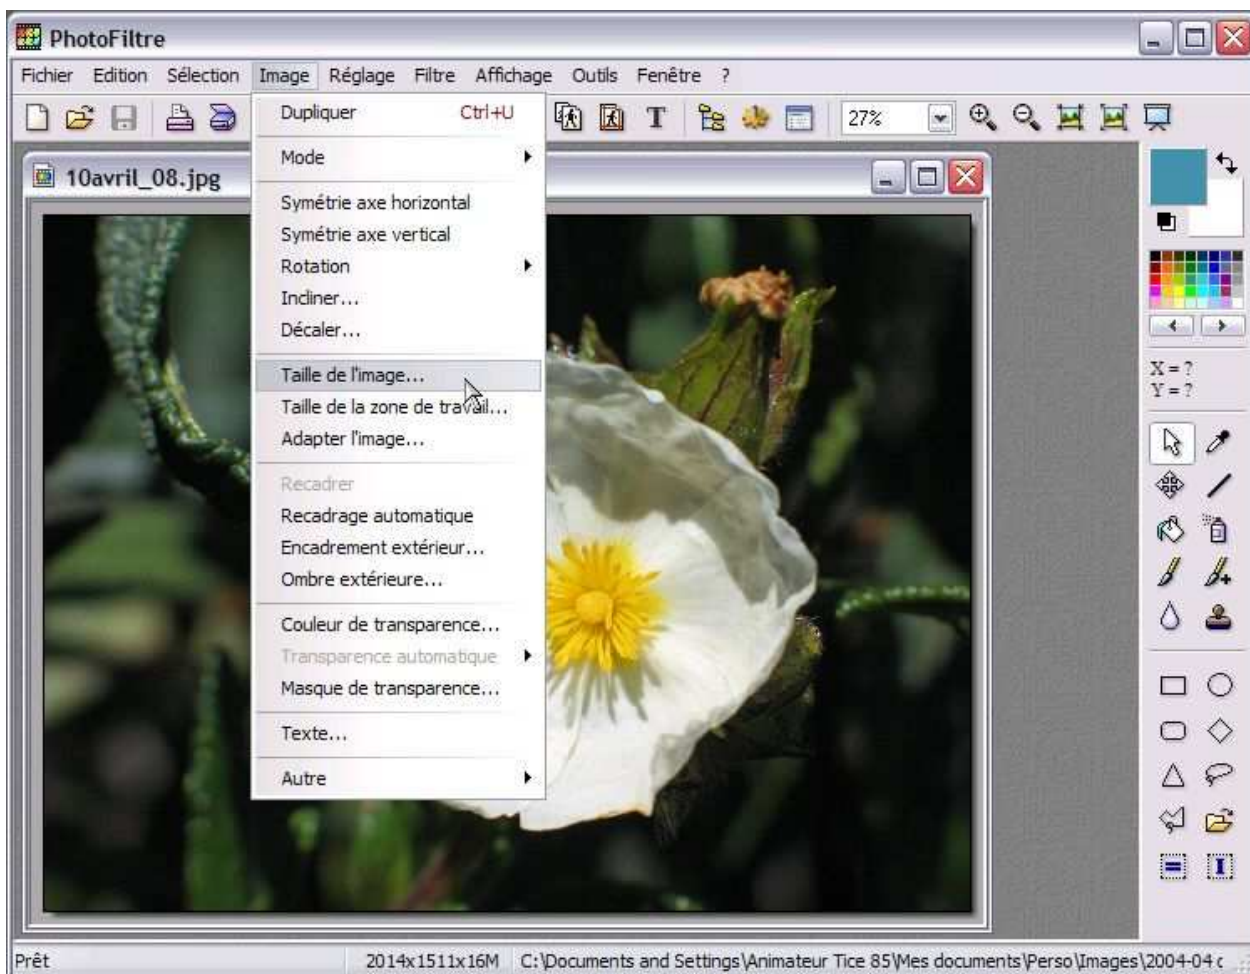 PhotoFiltre
Fichier Edition Sélection Image Réglage Filtre Affichage Outils Fenêtre ?
T 27%
10avril_08.jpg
Dupliquer Ctrl+U
Mode
Symétrie axe horizontal
Symétrie axe vertical
Rotation
Incliner...
Décaler...
Taille de l'image...
Taille de la zone de travail...
Adapter l'image...
Recadrer
Recadrage automatique
Encadrement extérieur...
Ombre extérieure...
Couleur de transparence...
Transparence automatique
Masque de transparence...
Texte...
Autre
X = ?
Y = ?
Prêt 2014x1511x16M C:\Documents and Settings\Animateur Tice 85\Mes documents\Perso\Images\2004-04 c